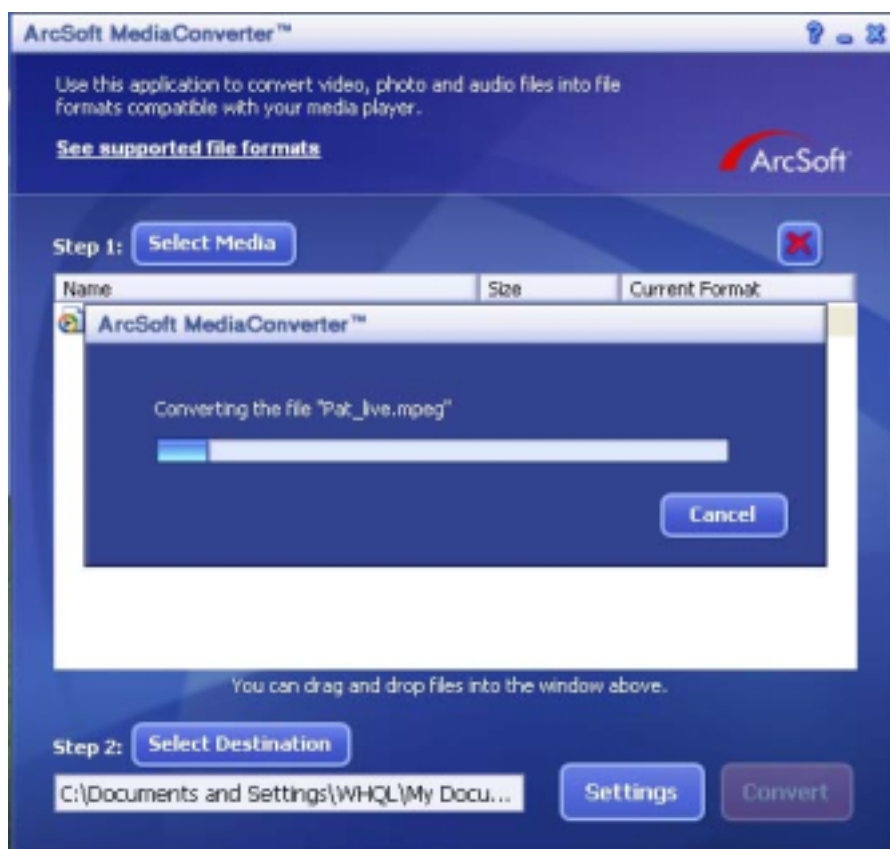 ArcSoft MediaConverter™
Use this application to convert video, photo and audio files into file
formats compatible with your media player.
See supported file formats
ArcSoft
Step 1: Select Media
Name Size Current Format
ArcSoft MediaConverter™
Converting the file "Pat_live.mpeg"
Cancel
You can drag and drop files into the window above.
Step 2: Select Destination
C:\Documents and Settings\WHQL\My Docu... Settings Convert